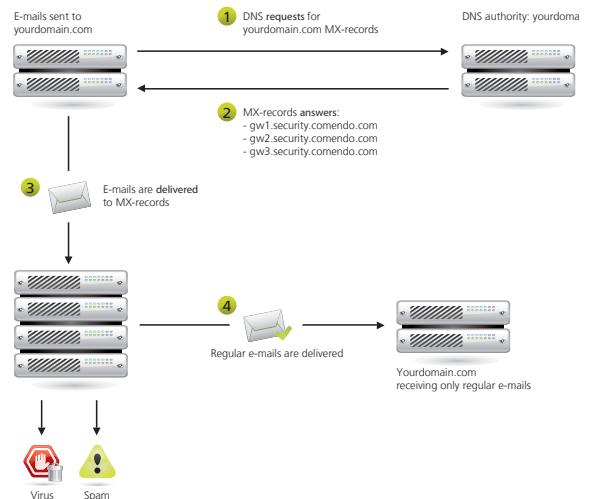 E-mails sent to
yourdomain.com
1
DNS requests for
yourdomain.com MX-records
DNS authority: yourdoma
2
MX-records answers:
- gw1.security.comendo.com
- gw2.security.comendo.com
- gw3.security.comendo.com
3
E-mails are delivered
to MX-records
4
Regular e-mails are delivered
Yourdomain.com
receiving only regular e-mails
Virus
Spam